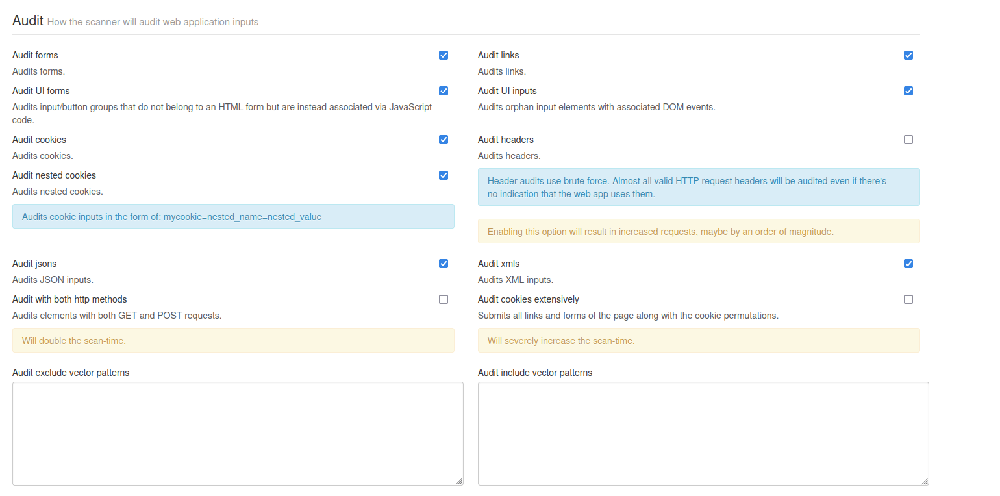 Audit How the scanner will audit web application inputs
Audit forms
Audits forms.
Audit links
Audits links.
Audit UI forms
Audits input/button groups that do not belong to an HTML form but are instead associated via JavaScript
code.
Audit UI inputs
Audits orphan input elements with associated DOM events.
Audit cookies
Audits cookies.
Audit nested cookies
Audits nested cookies.
Audits cookie inputs in the form of: mycookie=nested_name=nested_value
Audit headers
Audits headers.
Header audits use brute force. Almost all valid HTTP request headers will be audited even if there's
no indication that the web app uses them.
Enabling this option will result in increased requests, maybe by an order of magnitude.
Audit jsons
Audits JSON inputs.
Audit xmls
Audits XML inputs.
Audit with both http methods
Audits elements with both GET and POST requests.
Will double the scan-time.
Audit cookies extensively
Submits all links and forms of the page along with the cookie permutations.
Will severely increase the scan-time.
Audit exclude vector patterns
Audit include vector patterns